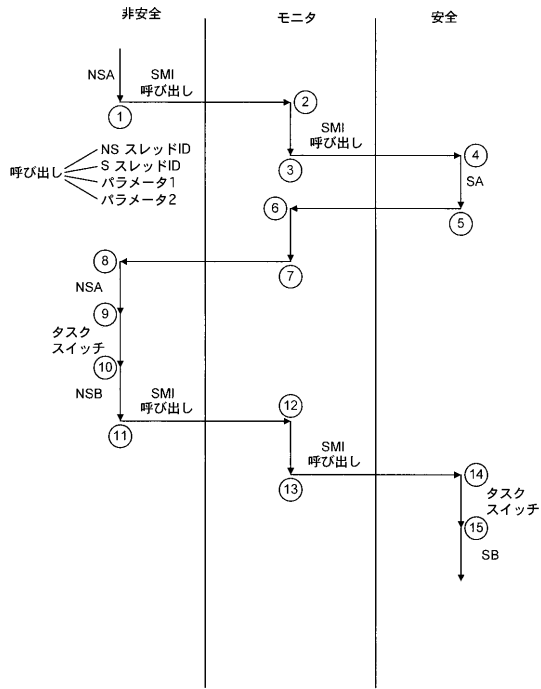 非安全
モニタ
安全
NSA
SMI
呼び出し
1
2
SMI
呼び出し
3
4
呼び出し
NS スレッドID
S スレッドID
パラメータ1
パラメータ2
SA
6
5
8
7
NSA
9
タスク
スイッチ
10
NSB
SMI
呼び出し
12
11
SMI
呼び出し
13
14
タスク
スイッチ
15
SB